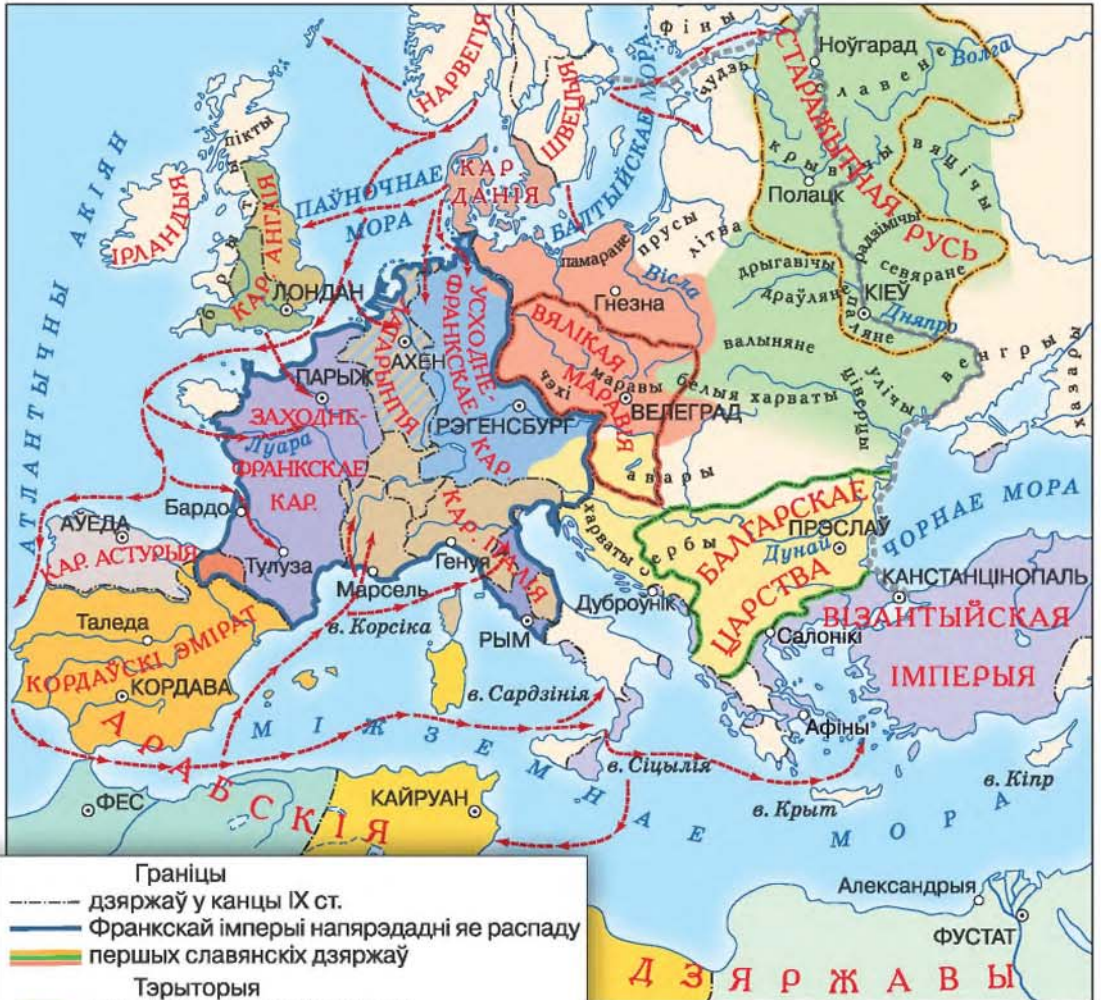 НАРВЕГІЯ
ШВЕЦЫЯ
БАЛТЫЙСКАЕ МОРА
фіны
чудзь
Ноўгарад
славене
Волга
СТАРАЖЫТНАЯ
РУСЬ
крывічы
вяцічы
Полацк
радзімічы
севяране
дрыгавічы
драўляне
паляне
КІЕЎ
Дняпро
валыняне
белыя харваты
улічы
ціверцы
венгры
хазары
АТЛАНТЫЧНЫ АКІЯН
пікты
ІРЛАНДЫЯ
брыты
КАР. АНГЛІЯ
ЛОНДАН
ПАЎНОЧНАЕ
МОРА
КАР
ДАНІЯ
прусы
літва
памаране
Вісла
Гнезна
ВЯЛІКАЯ
МАРАВІЯ
маравы
чэхі
ВЕЛЕГРАД
УСХОДНЕ-
ФРАНКСКАЕ КАР
ЛАТАРЫНГІЯ
АХЕН
ПАРЫЖ
РЭГЕНСБУРГ
ЗАХОДНЕ-
Луара
ФРАНКСКАЕ
КАР.
Бардо
Тулуза
АУЕДА
КАР. АСТУРЫЯ
Таледа
КОРДАЎСКІ ЭМІРАТ
КОРДАВА
Марсель
Генуя
КАР. ІТАЛЬЯ
в. Корсіка
РЫМ
в. Сардзінія
авары
харваты
сербы
Дуброўнік
БАЛГАРСКАЕ
ЦАРСТВА
ПРЭСЛАЎ
Дунай
ЧОРНАЕ МОРА
КАНСТАНЦІНОПАЛЬ
ВІЗАНТЫЙСКАЯ
ІМПЕРЫЯ
Салонікі
Афіны
в. Сіцылія
в. Крыт
в. Кіпр
МІЖЗЕМНАЕ МОРА
ФЕС
КАЙРУАН
АРАБСКІЯ
ДЗЯРЖАВЫ
Александрыя
ФУСТАТ
Граніцы
дзяржаў у канцы IX ст.
Франкскай імперыі напярэдадні яе распаду
першых славянскіх дзяржаў
Тэрыторыя